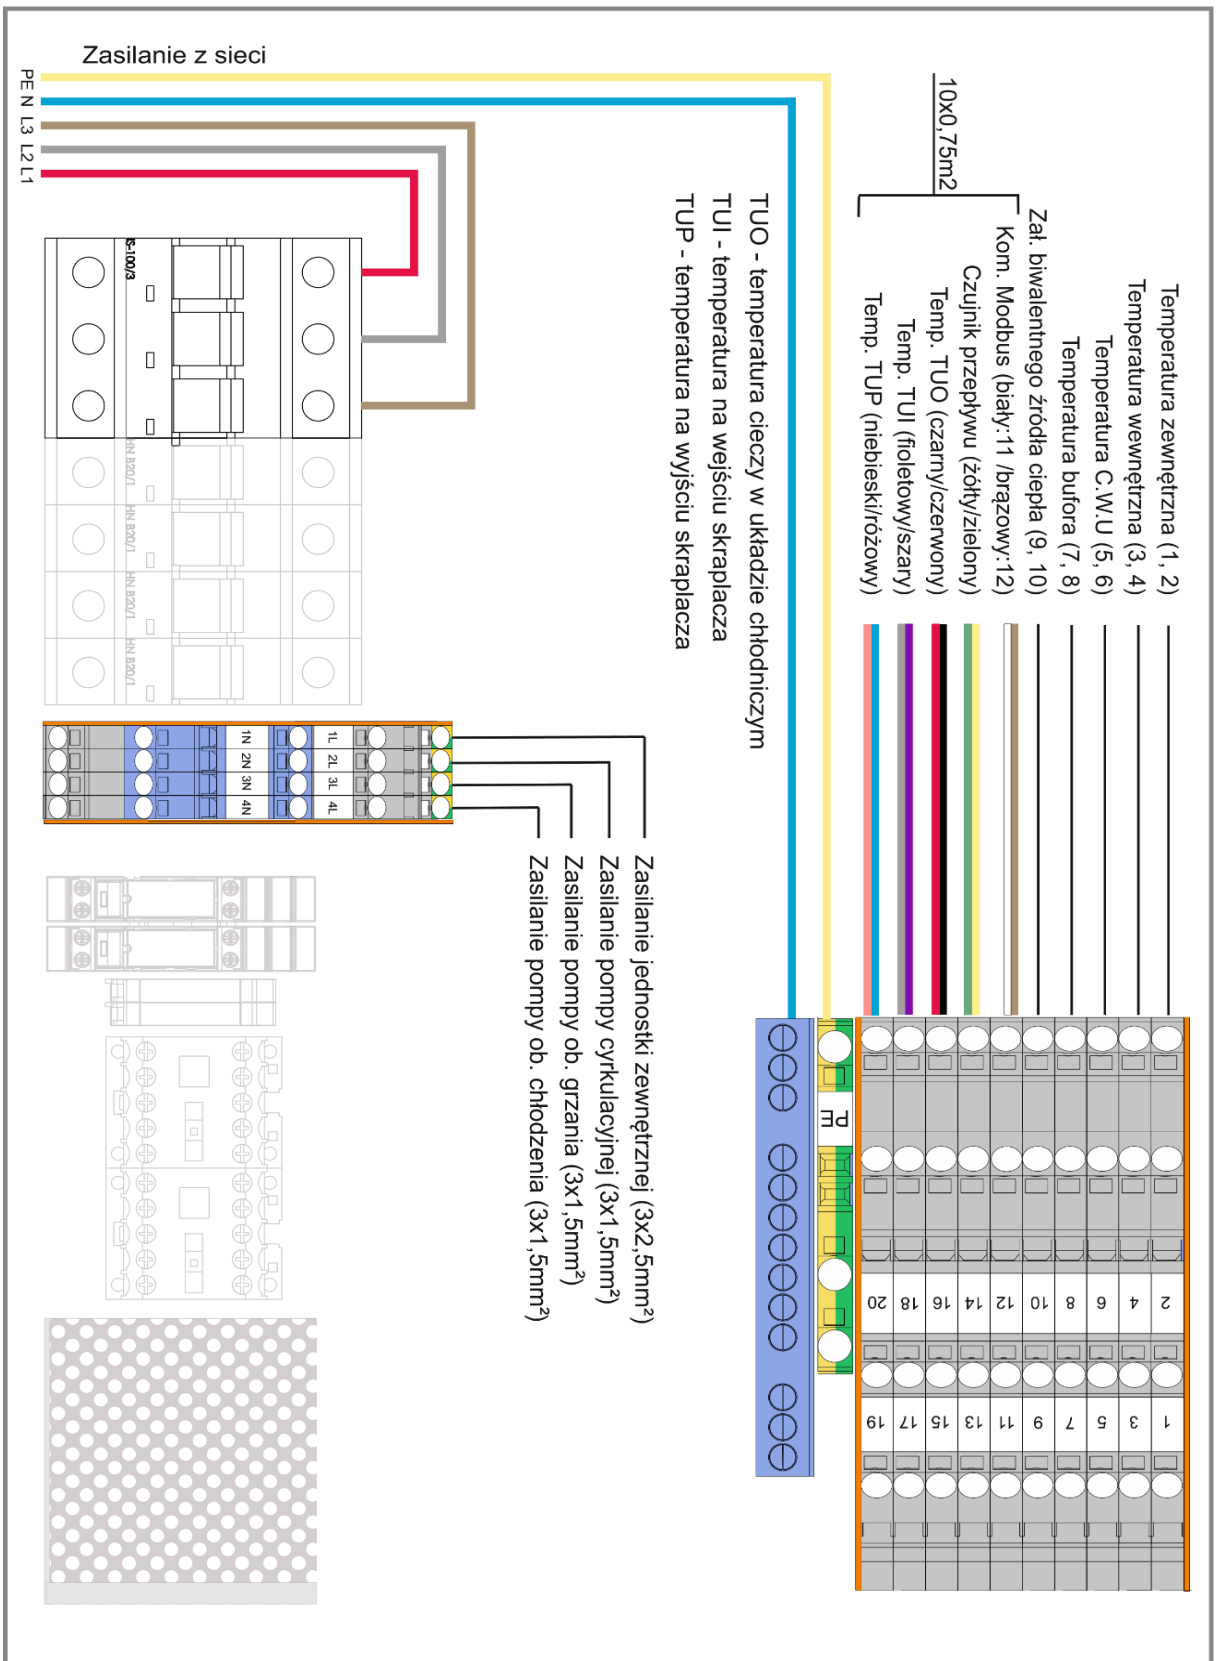 Zasilanie z sieci
PE N L3 L2 L1
10x0,75m2
Temperatura zewnętrzna (1, 2)
Temperatura wewnętrzna (3, 4)
Temperatura C.W.U (5, 6)
Temperatura bufora (7, 8)
Zał. biwalentnego źródła ciepła (9, 10)
Kom. Modbus (biały:11 /brązowy:12)
Czujnik przepływu (żółty/zielony)
Temp. TUO (czarny/czerwony)
Temp. TUI (fioletowy/szary)
Temp. TUP (niebieski/różowy)
TUO - temperatura cieczy w układzie chłodniczym
TUI - temperatura na wejściu skraplacza
TUP - temperatura na wyjściu skraplacza
IS-100/3
HN B20/1
HN B20/1
HN B20/1
HN B20/1
1N 1L
2N 2L
3N 3L
4N 4L
Zasilanie jednostki zewnętrznej (3x2,5mm²)
Zasilanie pompy cyrkulacyjnej (3x1,5mm²)
Zasilanie pompy ob. grzania (3x1,5mm²)
Zasilanie pompy ob. chłodzenia (3x1,5mm²)
PE
20 18 16 14 12 10 8 6 4 2
19 17 15 13 11 9 7 5 3 1